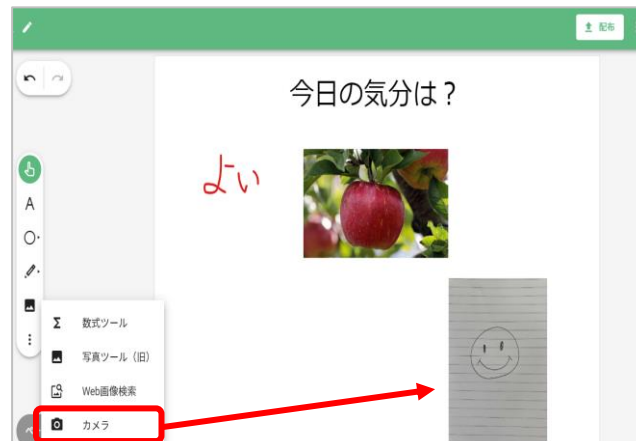 配布
今日の気分は？
よい
A
数式ツール
写真ツール（旧）
Web画像検索
カメラ